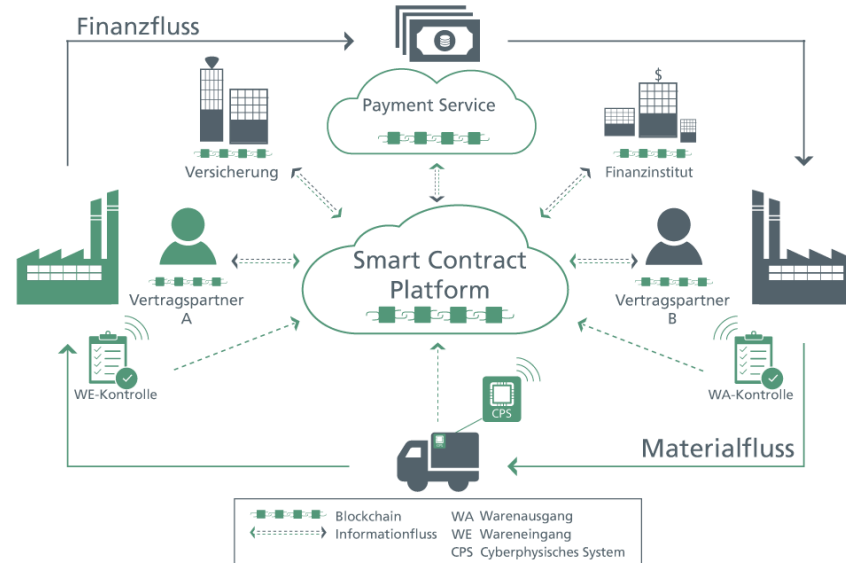 Finanzfluss
$
Payment Service
Versicherung
Finanzinstitut
Smart Contract
Platform
Vertragspartner
A
Vertragspartner
B
WE-Kontrolle
WA-Kontrolle
CPS
Materialfluss
Blockchain
WA Warenausgang
Informationfluss
WE Wareneingang
CPS Cyberphysisches System